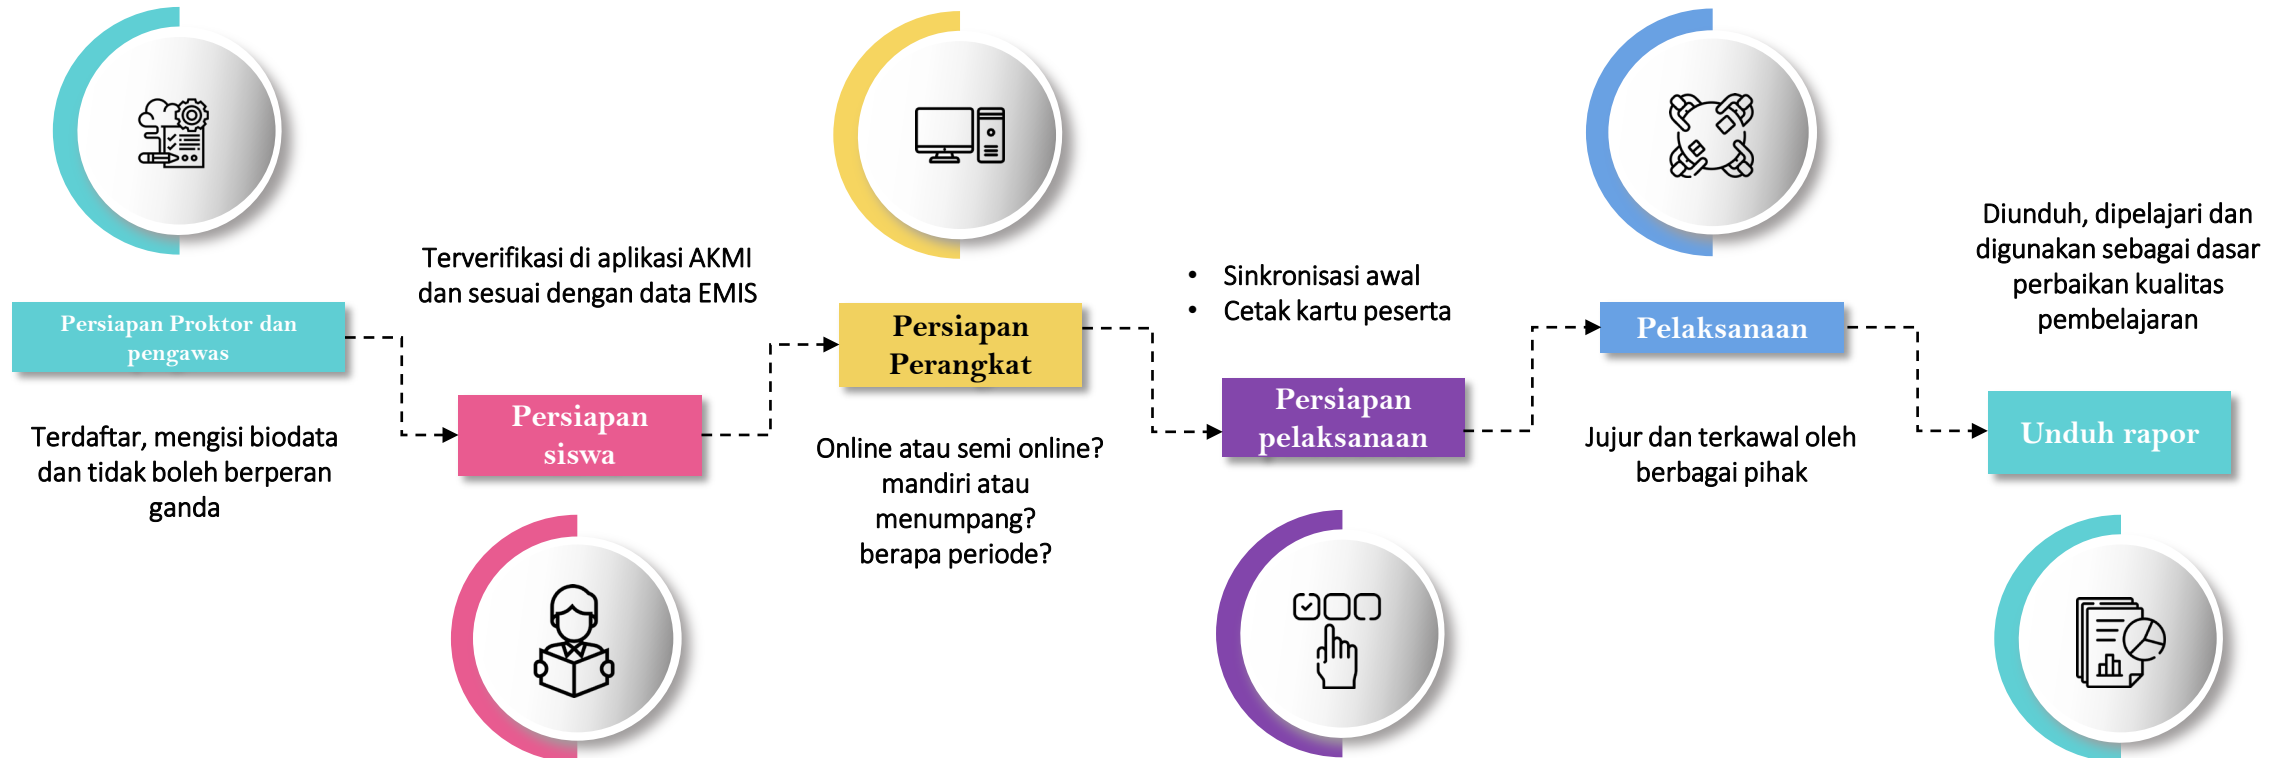 Persiapan Proktor dan
pengawas
Terdaftar, mengisi biodata
dan tidak boleh berperan
ganda
Terverifikasi di aplikasi AKMI
dan sesuai dengan data EMIS
Persiapan
siswa
Persiapan
Perangkat
Online atau semi online?
mandiri atau
menumpang?
berapa periode?
• Sinkronisasi awal
• Cetak kartu peserta
Persiapan
pelaksanaan
Pelaksanaan
Jujur dan terkawal oleh
berbagai pihak
Diunduh, dipelajari dan
digunakan sebagai dasar
perbaikan kualitas
pembelajaran
Unduh rapor